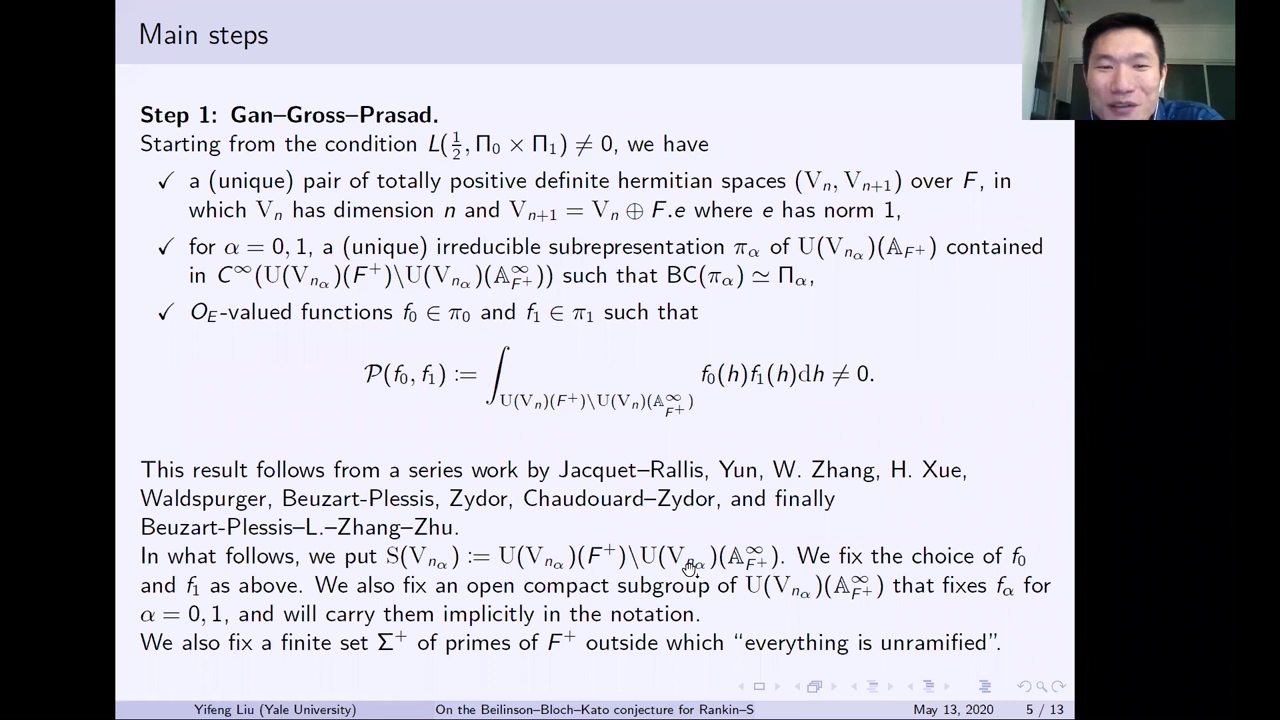 Main steps
Step 1: Gan–Gross–Prasad.
Starting from the condition L(½, Π₀ × Π₁) ≠ 0, we have
✓ a (unique) pair of totally positive definite hermitian spaces (Vₙ, Vₙ₊₁) over F, in
which Vₙ has dimension n and Vₙ₊₁ = Vₙ ⊕ F.e where e has norm 1,
✓ for α = 0, 1, a (unique) irreducible subrepresentation π_α of U(V_{n_α})(𝔸_{F⁺}) contained
in C^∞(U(V_{n_α})(F⁺)\U(V_{n_α})(𝔸^∞_{F⁺})) such that BC(π_α) ≃ Π_α,
✓ O_E-valued functions f₀ ∈ π₀ and f₁ ∈ π₁ such that
𝒫(f₀, f₁) := ∫_{U(Vₙ)(F⁺)\U(Vₙ)(𝔸^∞_{F⁺})} f₀(h)f₁(h)dh ≠ 0.
This result follows from a series work by Jacquet–Rallis, Yun, W. Zhang, H. Xue,
Waldspurger, Beuzart-Plessis, Zydor, Chaudouard–Zydor, and finally
Beuzart-Plessis–L.–Zhang–Zhu.
In what follows, we put S(V_{n_α}) := U(V_{n_α})(F⁺)\U(V_{n_α})(𝔸^∞_{F⁺}). We fix the choice of f₀
and f₁ as above. We also fix an open compact subgroup of U(V_{n_α})(𝔸^∞_{F⁺}) that fixes f_α for
α = 0, 1, and will carry them implicitly in the notation.
We also fix a finite set Σ⁺ of primes of F⁺ outside which “everything is unramified”.
Yifeng Liu (Yale University) On the Beilinson–Bloch–Kato conjecture for Rankin–S May 13, 2020 5 / 13